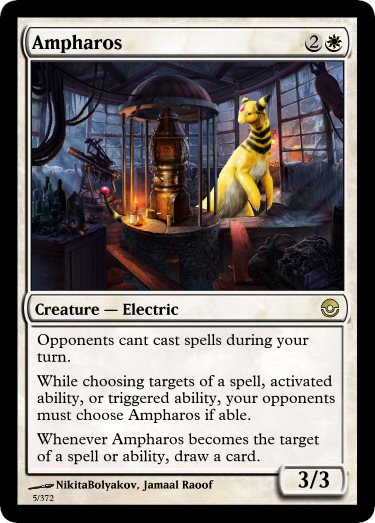 Ampharos 2
Creature — Electric
Opponents cant cast spells during your
turn.
While choosing targets of a spell, activated
ability, or triggered ability, your opponents
must choose Ampharos if able.
Whenever Ampharos becomes the target
of a spell or ability, draw a card.
3/3
NikitaBolyakov, Jamaal Raoof
5/372